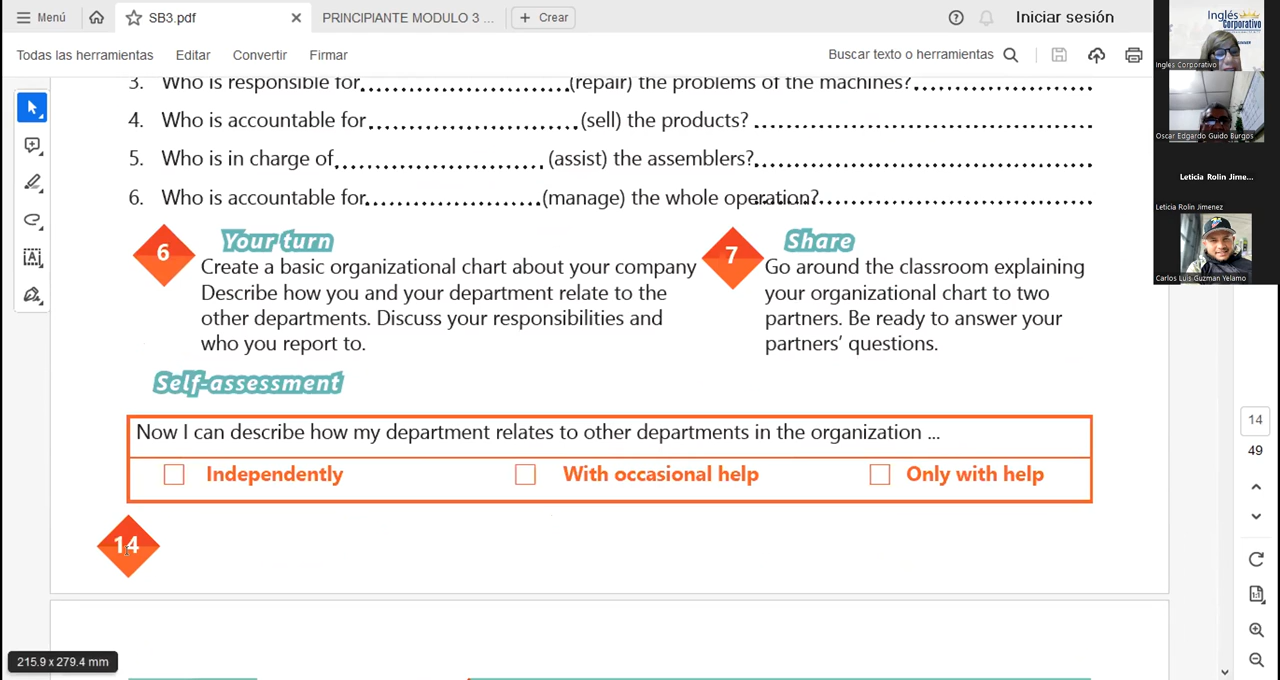 Menú
SB3.pdf
PRINCIPIANTE MODULO 3 ...
Crear
Iniciar sesión
Todas las herramientas
Editar
Convertir
Firmar
Buscar texto o herramientas
Inglés
Corporativo
Ingles Corporativo
Oscar Edgardo Guido Burgos
Leticia Rolin Jime...
Leticia Rolin Jimenez
Carlos Luis Guzman Yelamo
3. Who is responsible for..............................(repair) the problems of the machines?..............................
4. Who is accountable for..............................(sell) the products? ..............................
5. Who is in charge of.............................. (assist) the assemblers?..............................
6. Who is accountable for..............................(manage) the whole operation?..............................
6 Your turn
Create a basic organizational chart about your company
Describe how you and your department relate to the
other departments. Discuss your responsibilities and
who you report to.
7 Share
Go around the classroom explaining
your organizational chart to two
partners. Be ready to answer your
partners’ questions.
Self-assessment
Now I can describe how my department relates to other departments in the organization ...
Independently
With occasional help
Only with help
14
14
49
215.9 x 279.4 mm